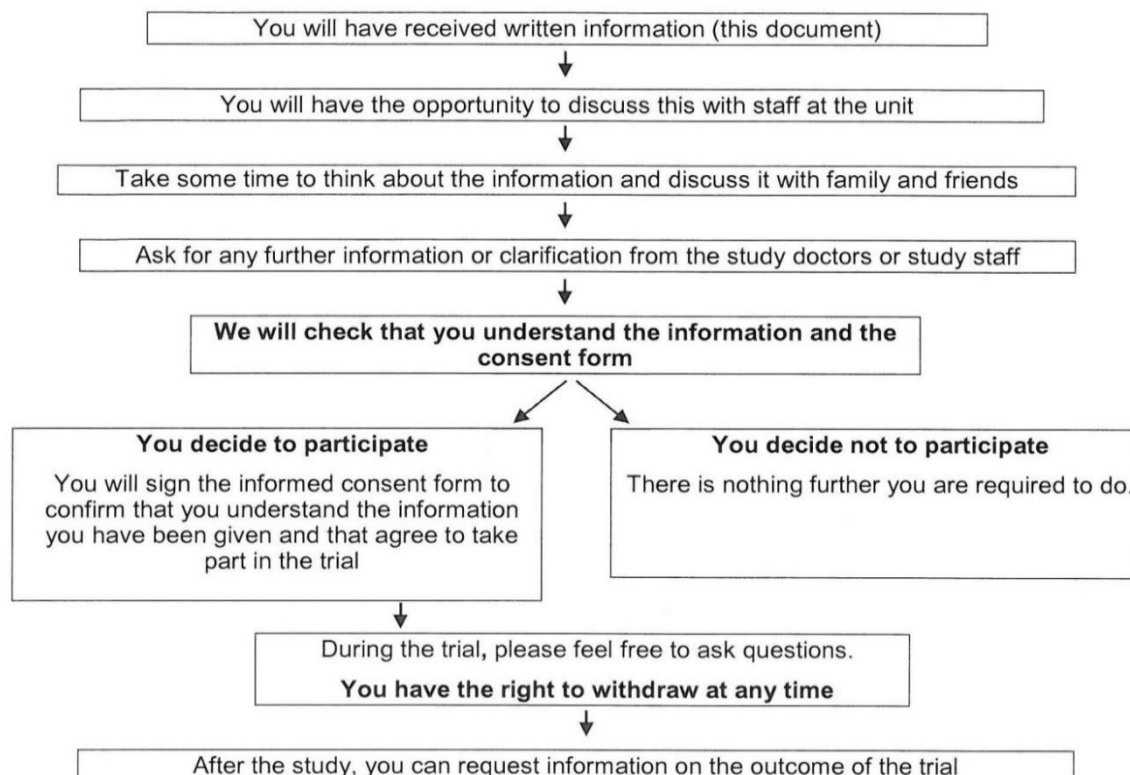 You will have received written information (this document)
You will have the opportunity to discuss this with staff at the unit
Take some time to think about the information and discuss it with family and friends
Ask for any further information or clarification from the study doctors or study staff
We will check that you understand the information and the
consent form
You decide to participate
You will sign the informed consent form to
confirm that you understand the information
you have been given and that agree to take
part in the trial
You decide not to participate
There is nothing further you are required to do.
During the trial, please feel free to ask questions.
You have the right to withdraw at any time
After the study, you can request information on the outcome of the trial